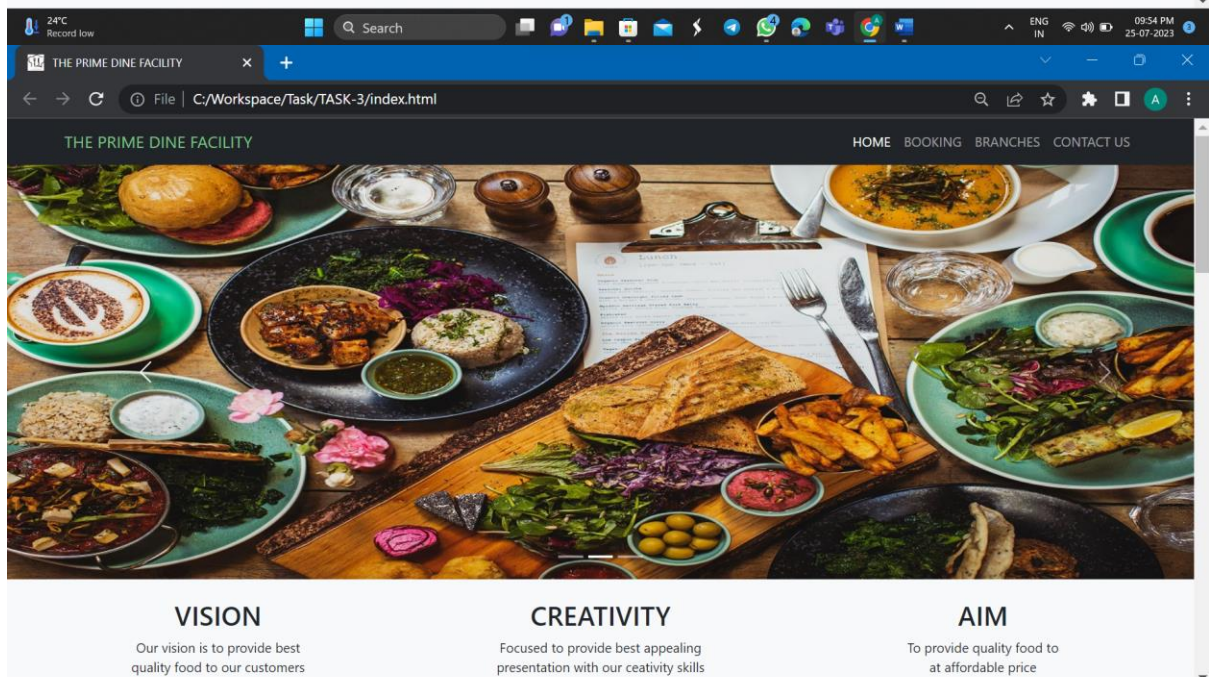 24°C
Record low
Search
ENG
IN
09:54 PM
25-07-2023
THE PRIME DINE FACILITY
File
C:/Workspace/Task/TASK-3/index.html
A
THE PRIME DINE FACILITY
HOME BOOKING BRANCHES CONTACT US
Lunch
VISION
Our vision is to provide best
quality food to our customers
CREATIVITY
Focused to provide best appealing
presentation with our ceativity skills
AIM
To provide quality food to
at affordable price